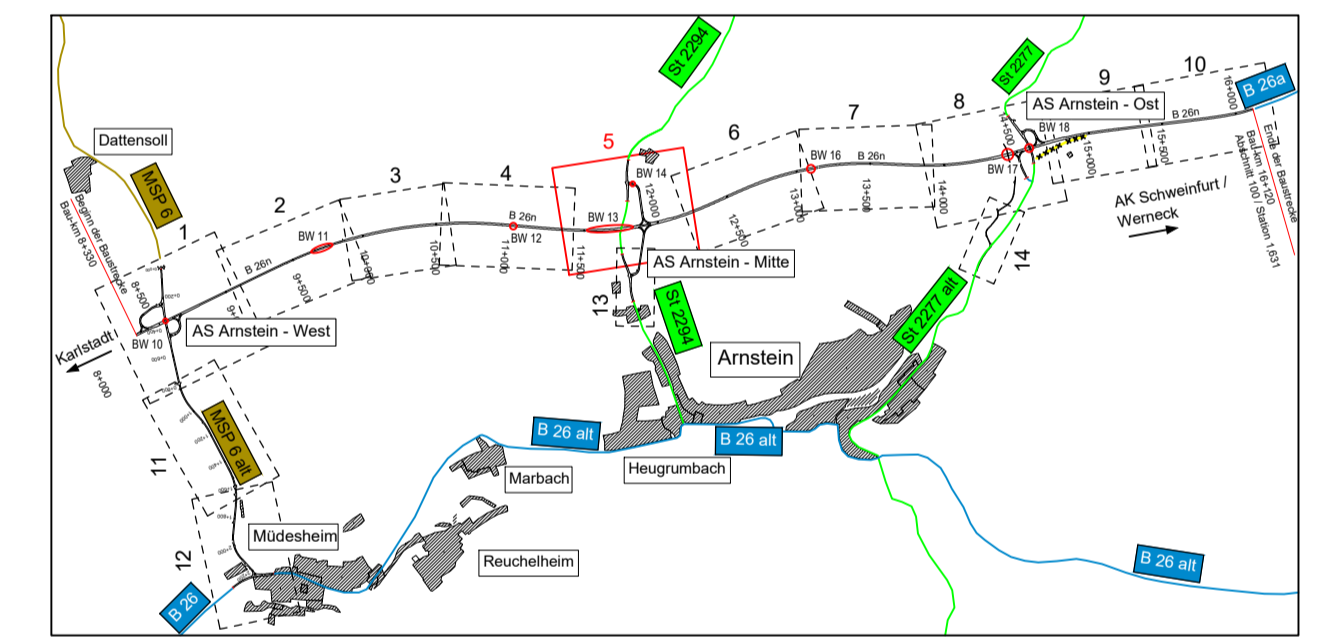 St 2294
St 2277
10
9
8
7
6
5
4
3
2
1
16+000
B 26a
AS Arnstein - Ost
B 26n
BW 18
14+500
BW 17
15+000
15+500
Ende der Baustrecke
Bau-km 16+120
Abschnitt 100 / Station 1,631
Dattensoll
MSP 6
BW 16
B 26n
13+000
13+500
14+000
AK Schweinfurt /
Werneck
BW 14
12+000
BW 13
12+500
B 26n
BW 12
11+000
11+500
10+500
BW 11
B 26n
9+500
Beginn der Baustrecke
Bau-km 8+330
8+500
AS Arnstein - Mitte
14
13
St 2294
St 2277 alt
AS Arnstein - West
BW 10
Karlstadt
8+000
Arnstein
MSP 6 alt
11
B 26 alt
B 26 alt
Heugrumbach
Marbach
Müdesheim
Reuchelheim
12
B 26
B 26 alt